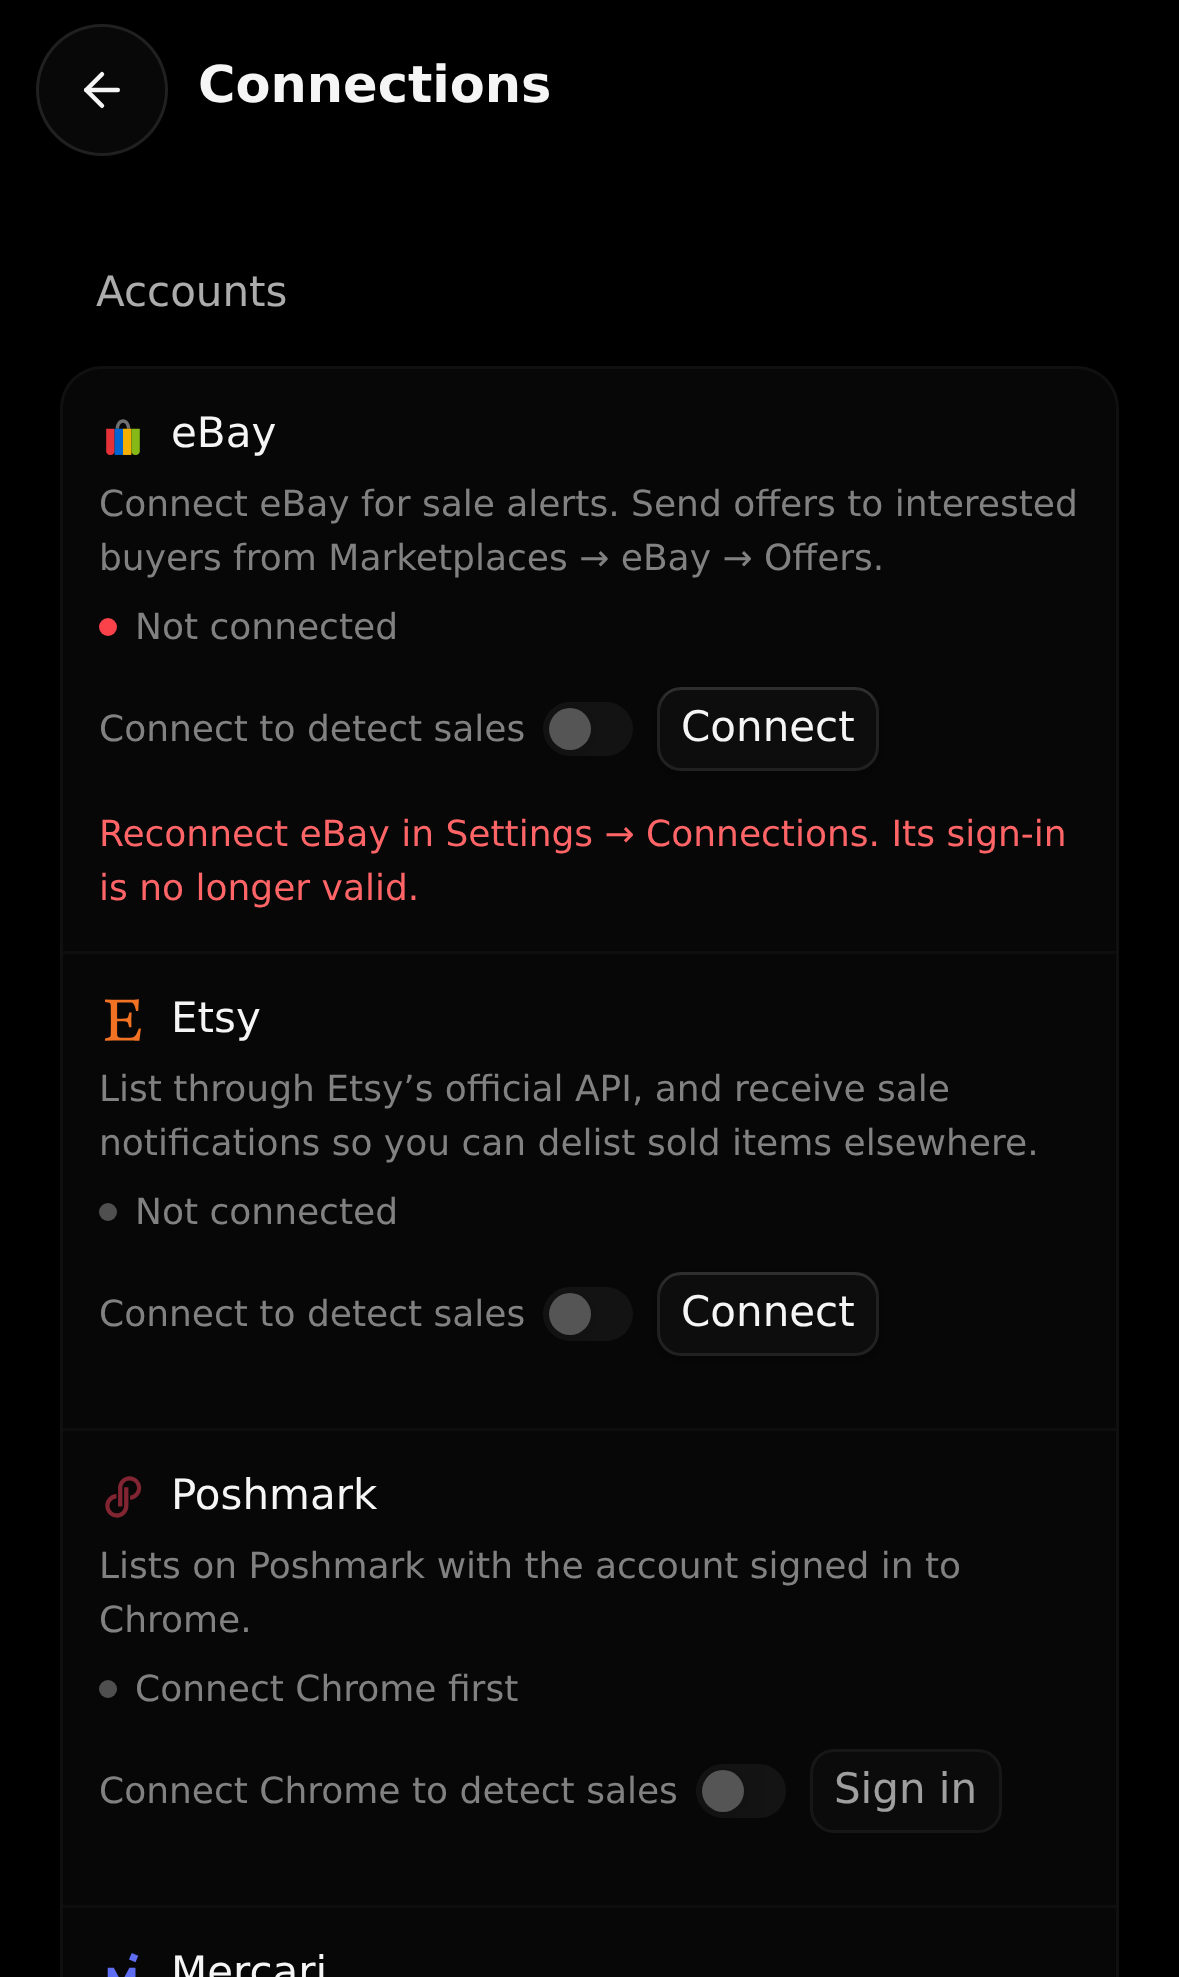 Connections
Accounts
eBay
Connect eBay for sale alerts. Send offers to interested
buyers from Marketplaces → eBay → Offers.
Not connected
Connect to detect sales
Connect
Reconnect eBay in Settings → Connections. Its sign-in
is no longer valid.
E Etsy
List through Etsy’s official API, and receive sale
notifications so you can delist sold items elsewhere.
Not connected
Connect to detect sales
Connect
Poshmark
Lists on Poshmark with the account signed in to
Chrome.
Connect Chrome first
Connect Chrome to detect sales
Sign in
Mercari